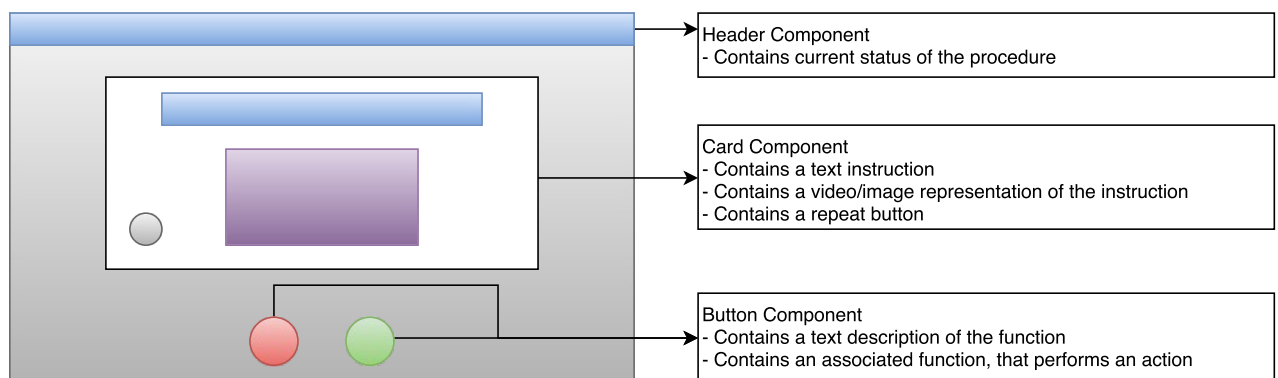 Header Component
- Contains current status of the procedure
Card Component
- Contains a text instruction
- Contains a video/image representation of the instruction
- Contains a repeat button
Button Component
- Contains a text description of the function
- Contains an associated function, that performs an action